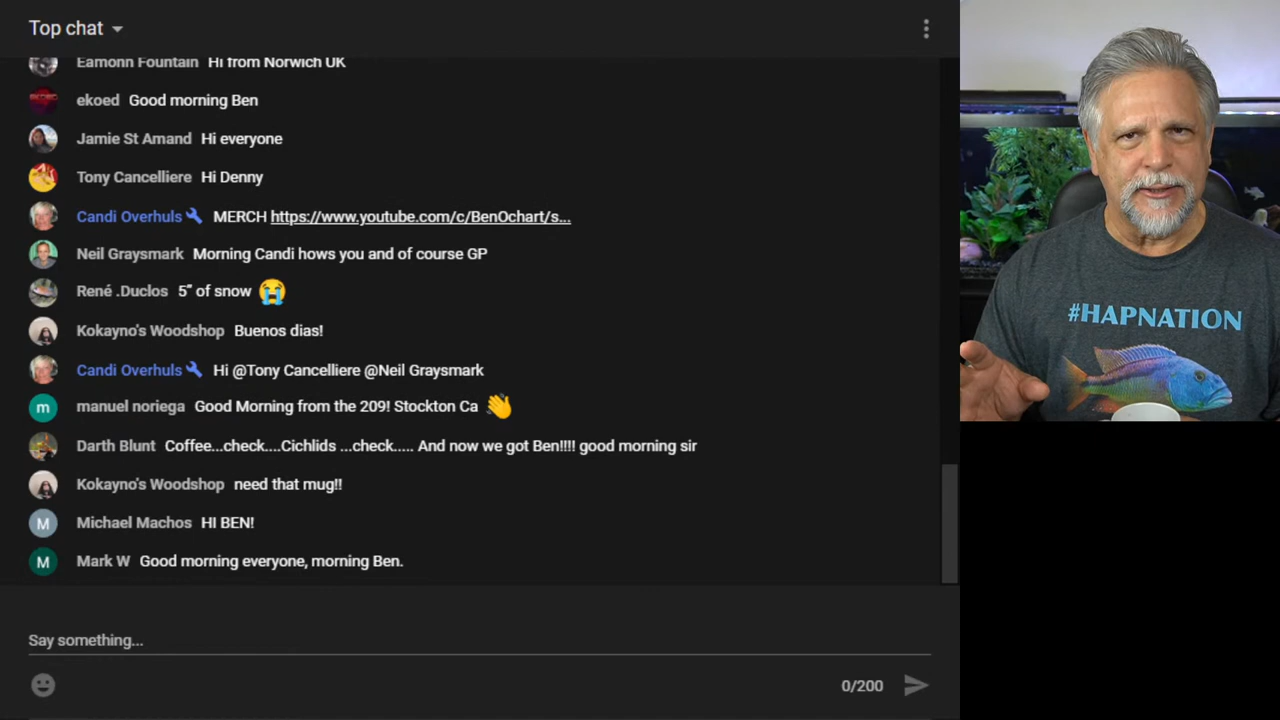 Top chat
Eamonn Fountain Hi from Norwich UK
ekoed Good morning Ben
Jamie St Amand Hi everyone
Tony Cancelliere Hi Denny
Candi Overhuls MERCH https://www.youtube.com/c/BenOchart/s...
Neil Graysmark Morning Candi hows you and of course GP
René .Duclos 5” of snow 😭
Kokayno's Woodshop Buenos dias!
Candi Overhuls Hi @Tony Cancelliere @Neil Graysmark
m manuel noriega Good Morning from the 209! Stockton Ca 👋
Darth Blunt Coffee...check....Cichlids ...check..... And now we got Ben!!!! good morning sir
Kokayno's Woodshop need that mug!!
M Michael Machos HI BEN!
M Mark W Good morning everyone, morning Ben.
Say something...
0/200
#HAPNATION